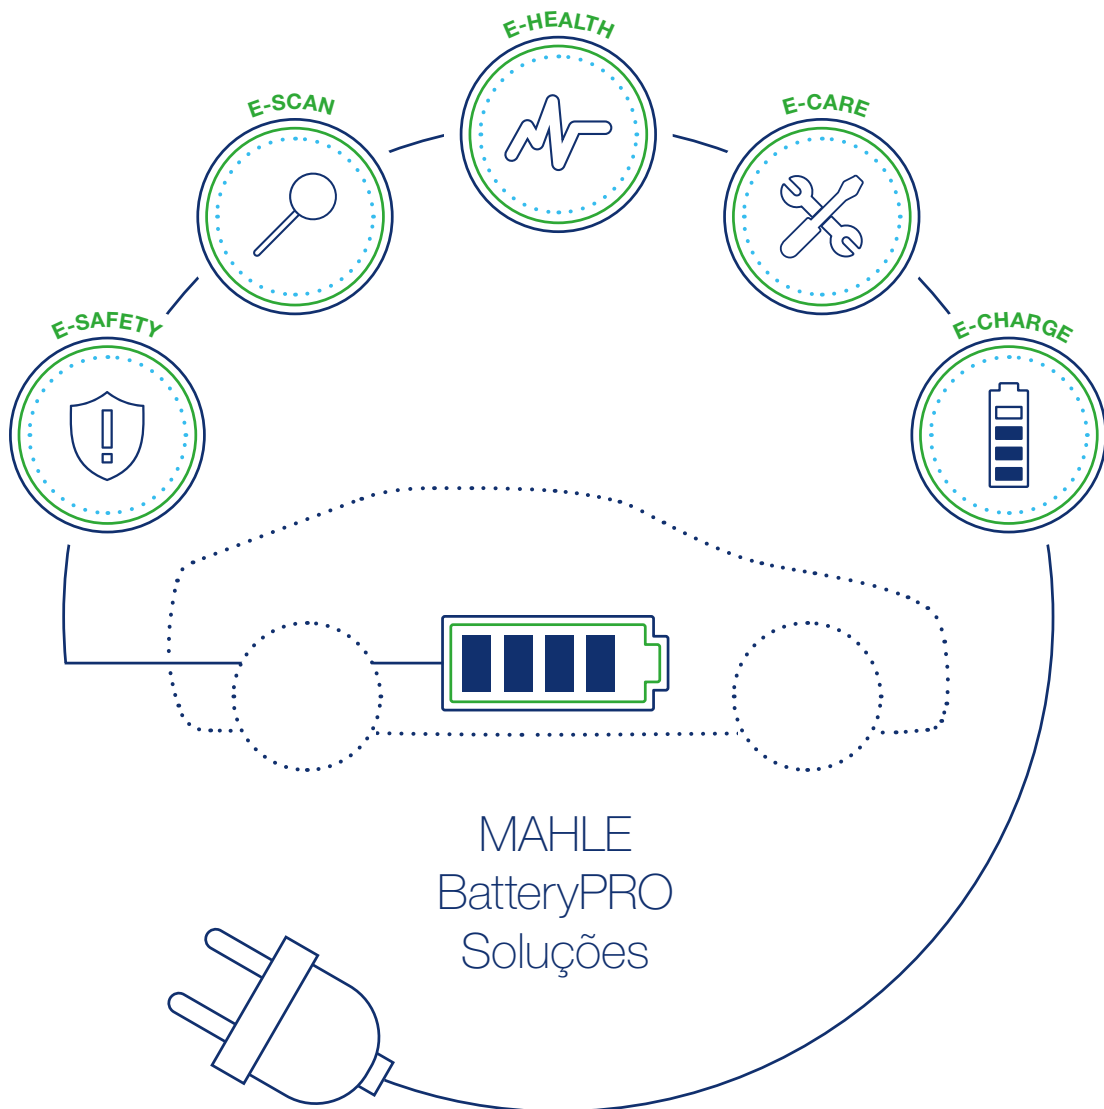 E-HEALTH
E-SCAN
E-CARE
E-SAFETY
E-CHARGE
MAHLE
BatteryPRO
Soluções